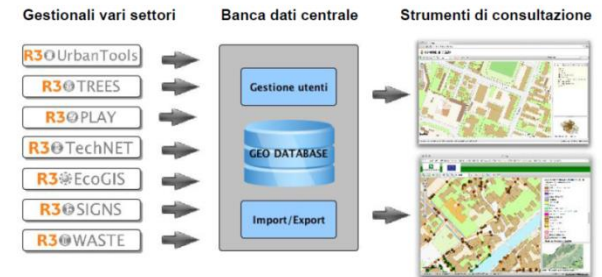 Gestionali vari settori
Banca dati centrale
Strumenti di consultazione
R3 UrbanTools
R3 TREES
R3 PLAY
R3 TechNET
R3 EcoGIS
R3 SIGNS
R3 WASTE
Gestione utenti
GEO DATABASE
Import/Export